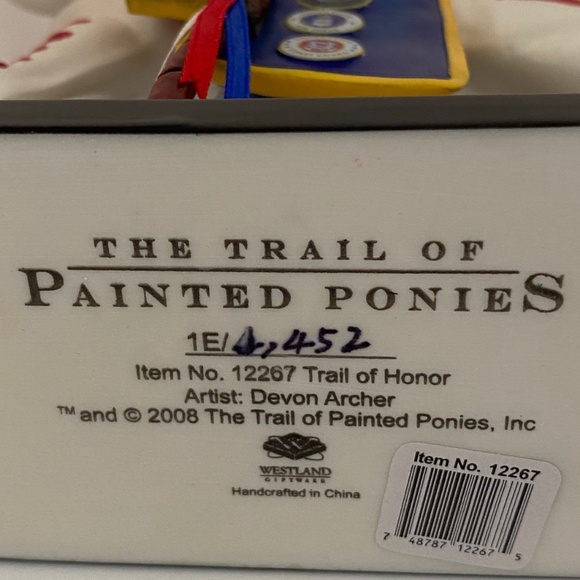 THE TRAIL OF
PAINTED PONIES
1E/1,452
Item No. 12267 Trail of Honor
Artist: Devon Archer
™ and © 2008 The Trail of Painted Ponies, Inc
WESTLAND
GIFTWARE
Handcrafted in China
Item No. 12267
7 48787 12267 5